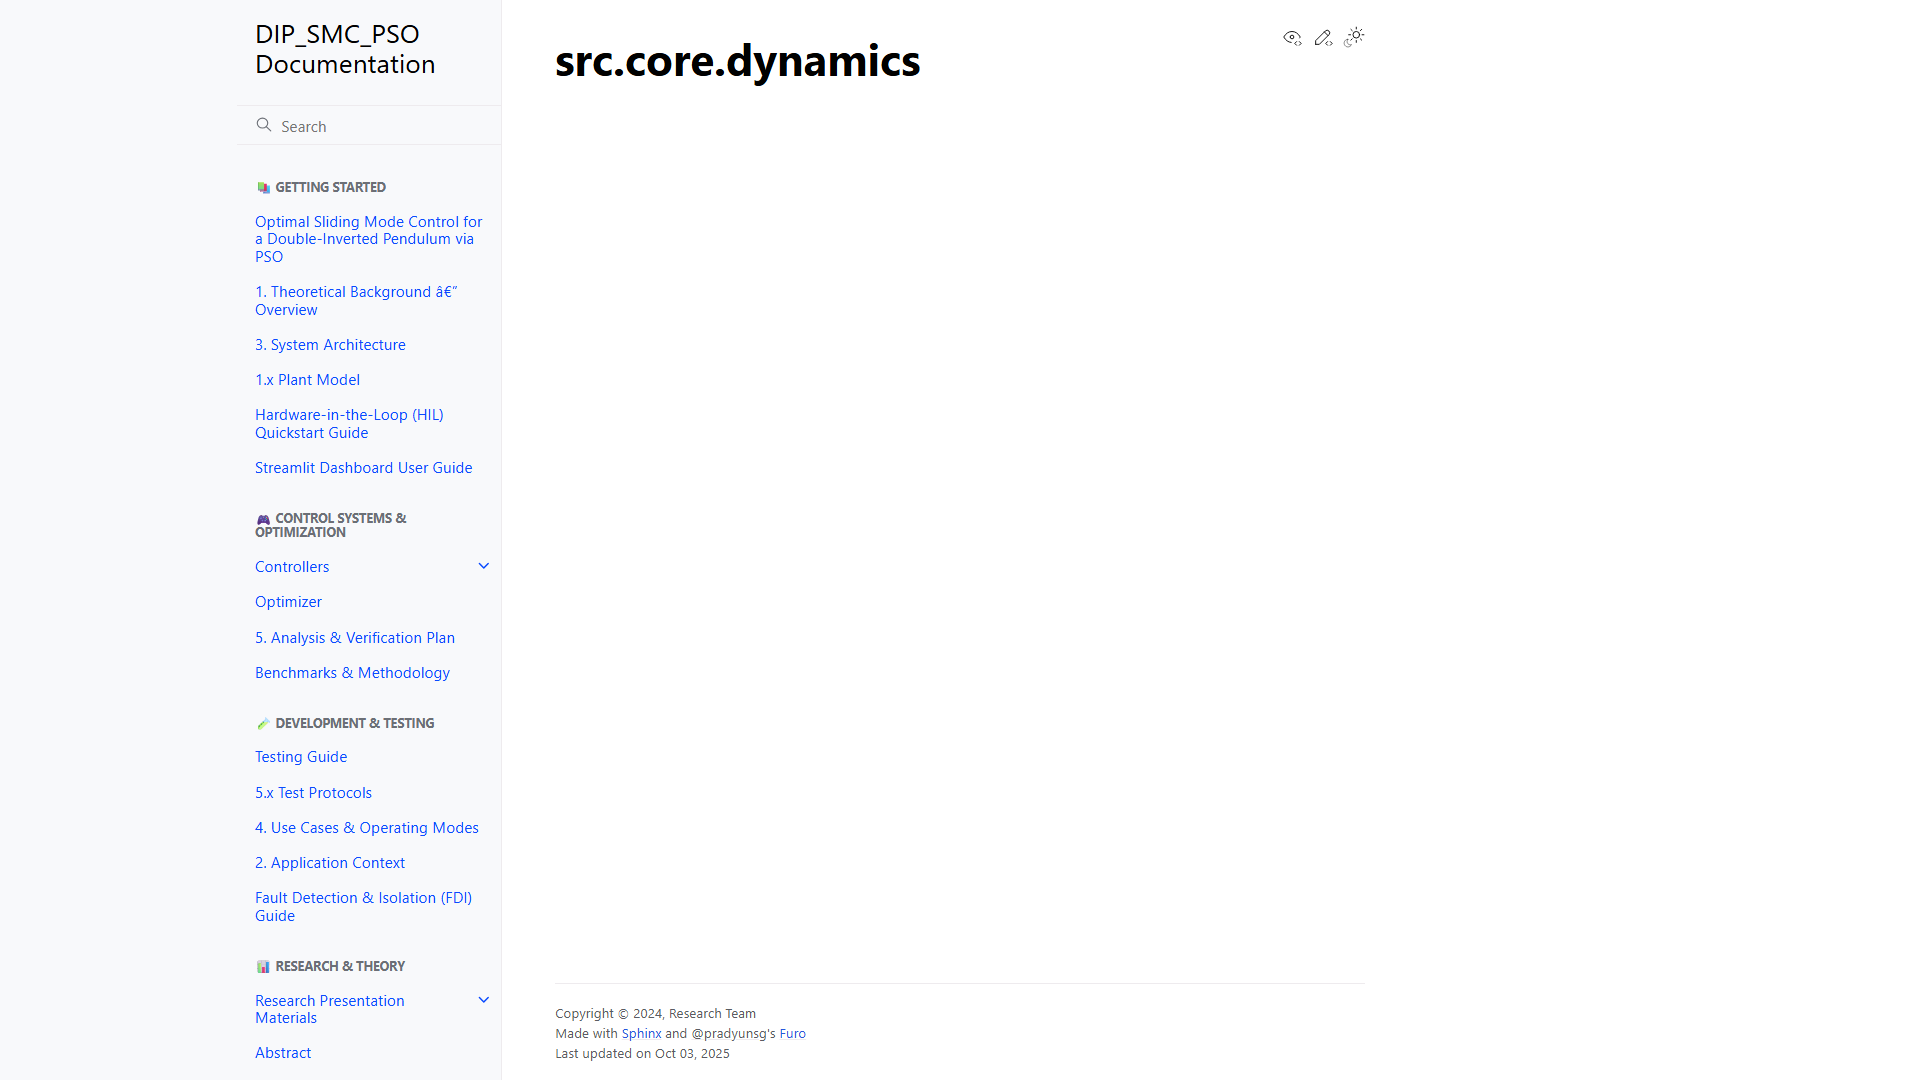 DIP_SMC_PSO
Documentation
Search
GETTING STARTED
Optimal Sliding Mode Control for
a Double-Inverted Pendulum via
PSO
1. Theoretical Background â€”
Overview
3. System Architecture
1.x Plant Model
Hardware-in-the-Loop (HIL)
Quickstart Guide
Streamlit Dashboard User Guide
CONTROL SYSTEMS &
OPTIMIZATION
Controllers
Optimizer
5. Analysis & Verification Plan
Benchmarks & Methodology
DEVELOPMENT & TESTING
Testing Guide
5.x Test Protocols
4. Use Cases & Operating Modes
2. Application Context
Fault Detection & Isolation (FDI)
Guide
RESEARCH & THEORY
Research Presentation
Materials
Abstract
src.core.dynamics
Copyright © 2024, Research Team
Made with Sphinx and @pradyunsg's Furo
Last updated on Oct 03, 2025